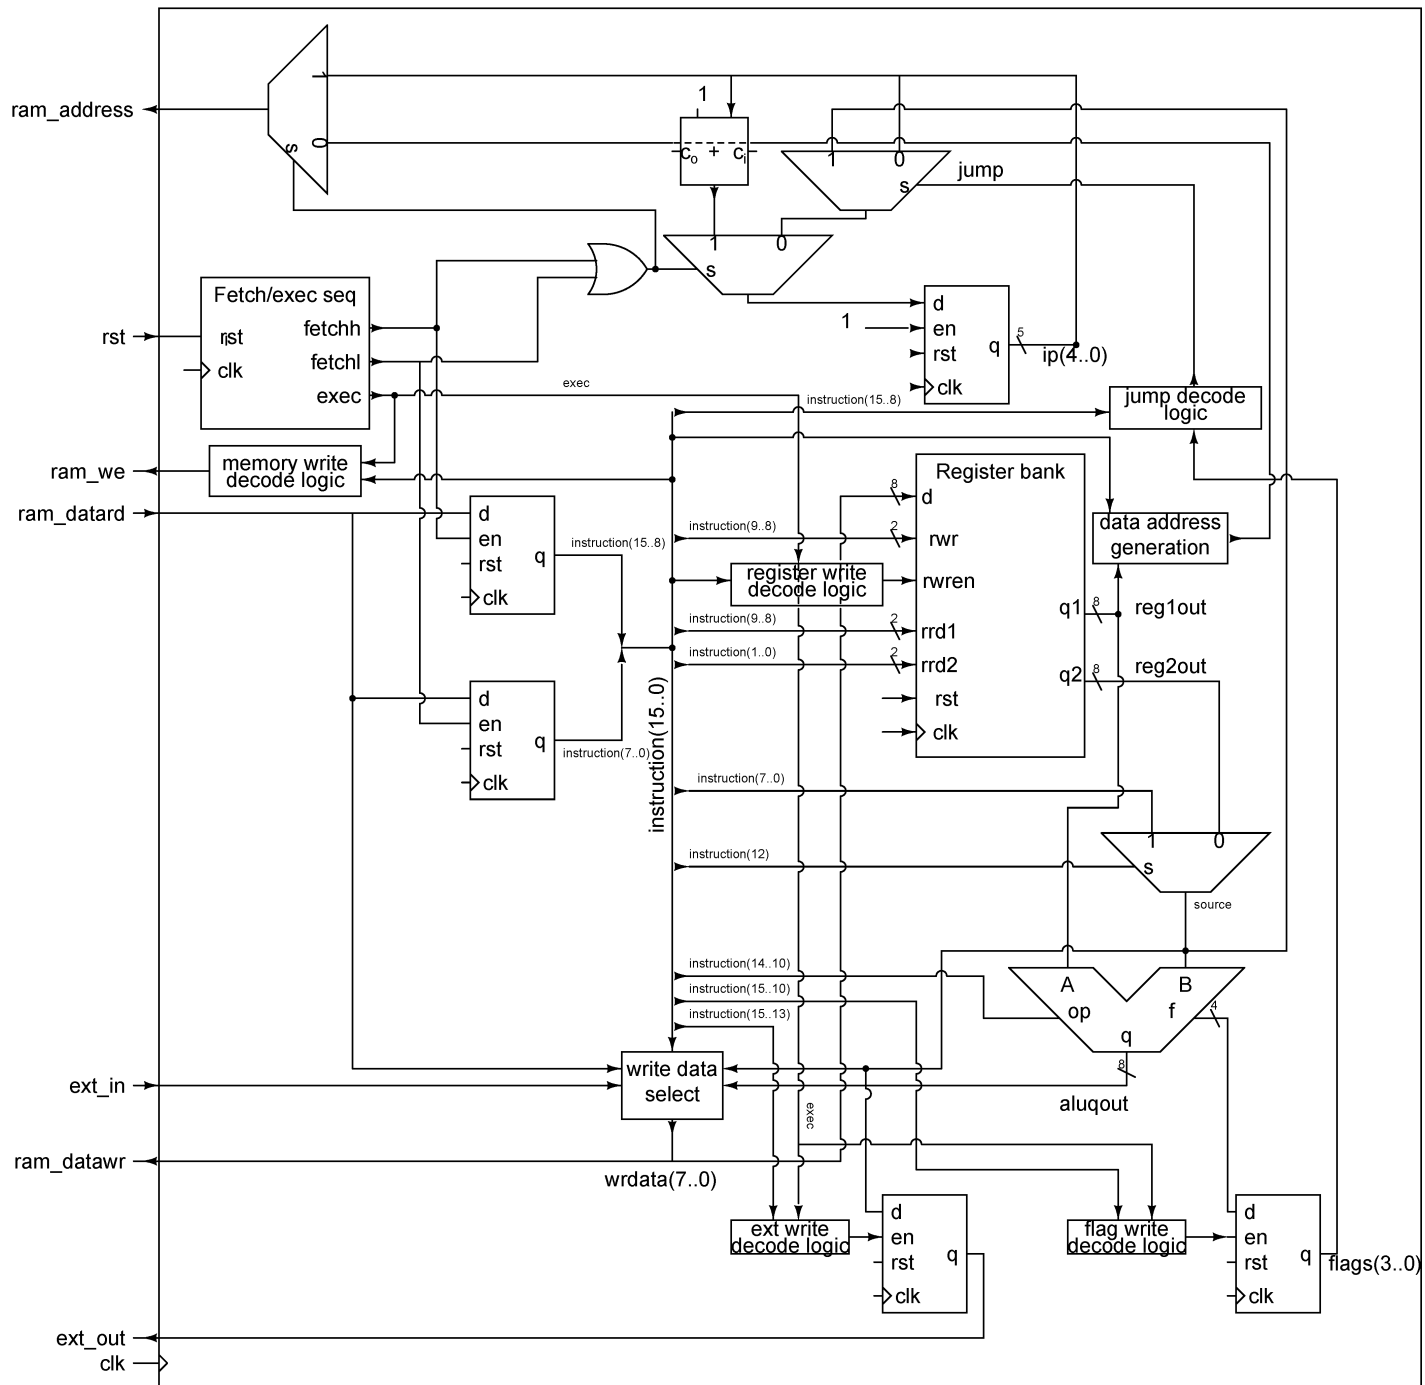 1
ram_address
1
0
s
1
c₀ + cᵢ
1 0
s
jump
1 0
s
Fetch/exec seq
fetchh
rst
rst
fetchl
clk
exec
exec
1
d
en
rst
clk
q
5
ip(4..0)
instruction(15..8)
jump decode
logic
ram_we
memory write
decode logic
ram_datard
d
en
rst
clk
q
instruction(15..8)
Register bank
8
d
instruction(9..8)
2
rwr
register write
decode logic
rwren
instruction(9..8)
2
rrd1
instruction(1..0)
2
rrd2
rst
clk
q1
8
reg1out
q2
8
reg2out
data address
generation
d
en
rst
clk
q
instruction(7..0)
instruction(15..0)
instruction(7..0)
1 0
s
instruction(12)
source
instruction(14..10)
instruction(15..10)
instruction(15..13)
A B
op f
q
4
8
aluqout
write data
select
ext_in
exec
ram_datawr
wrdata(7..0)
ext write
decode logic
d
en
rst
clk
q
flag write
decode logic
d
en
rst
clk
q
flags(3..0)
ext_out
clk